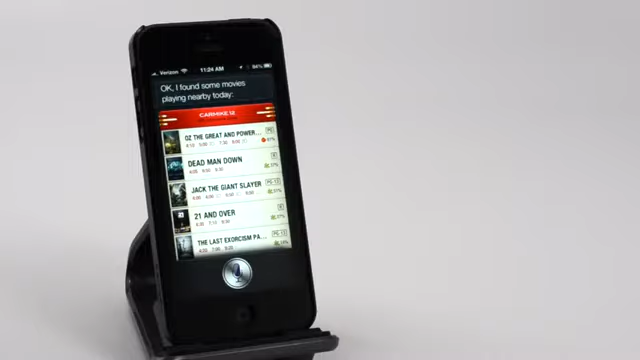 Verizon 11:24 AM 94%
OK, I found some movies
playing nearby today:
CARMIKE 12
OZ THE GREAT AND POWER... PG
DEAD MAN DOWN R
JACK THE GIANT SLAYER PG-13
21 AND OVER R
THE LAST EXORCISM PA... PG-13